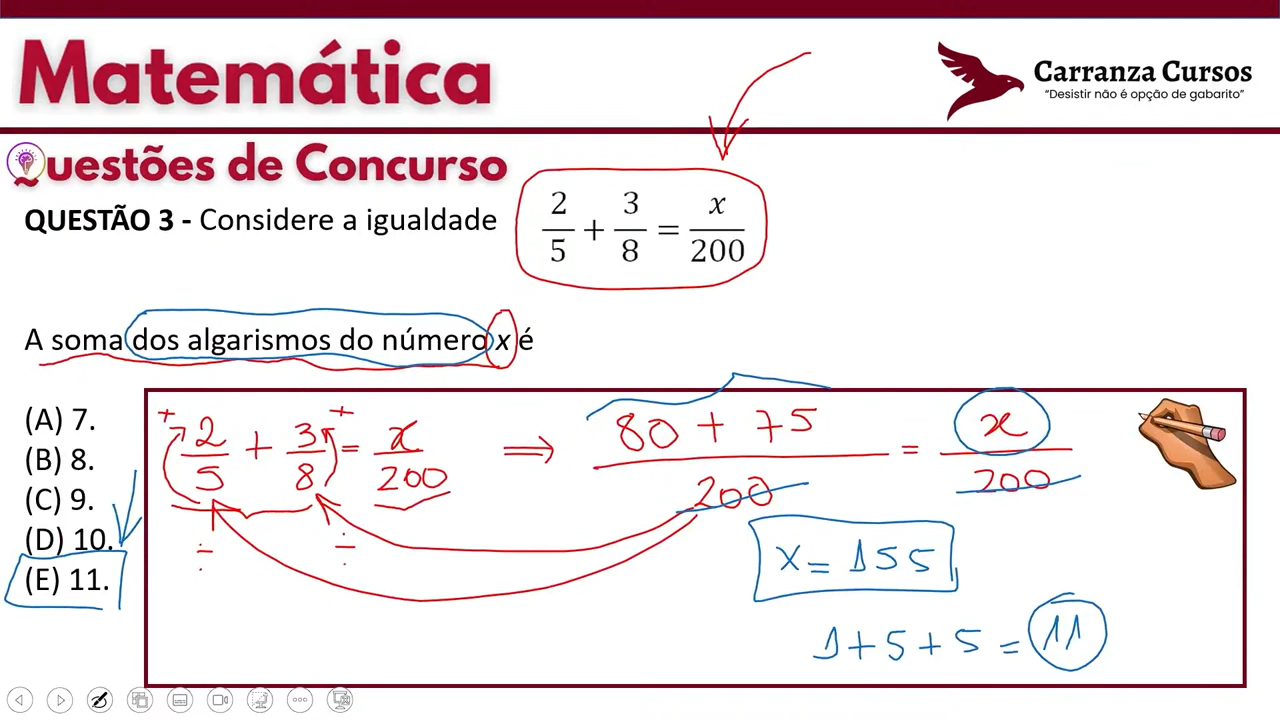 Matemática
Carranza Cursos
“Desistir não é opção de gabarito”
Questões de Concurso
QUESTÃO 3 - Considere a igualdade
2/5 + 3/8 = x/200
A soma dos algarismos do número x é
(A) 7.
(B) 8.
(C) 9.
(D) 10.
(E) 11.
+ +
2/5 + 3/8 = x/200 ⇒ 80 + 75/200 = x/200
÷ ÷
x = 155
1 + 5 + 5 = 11